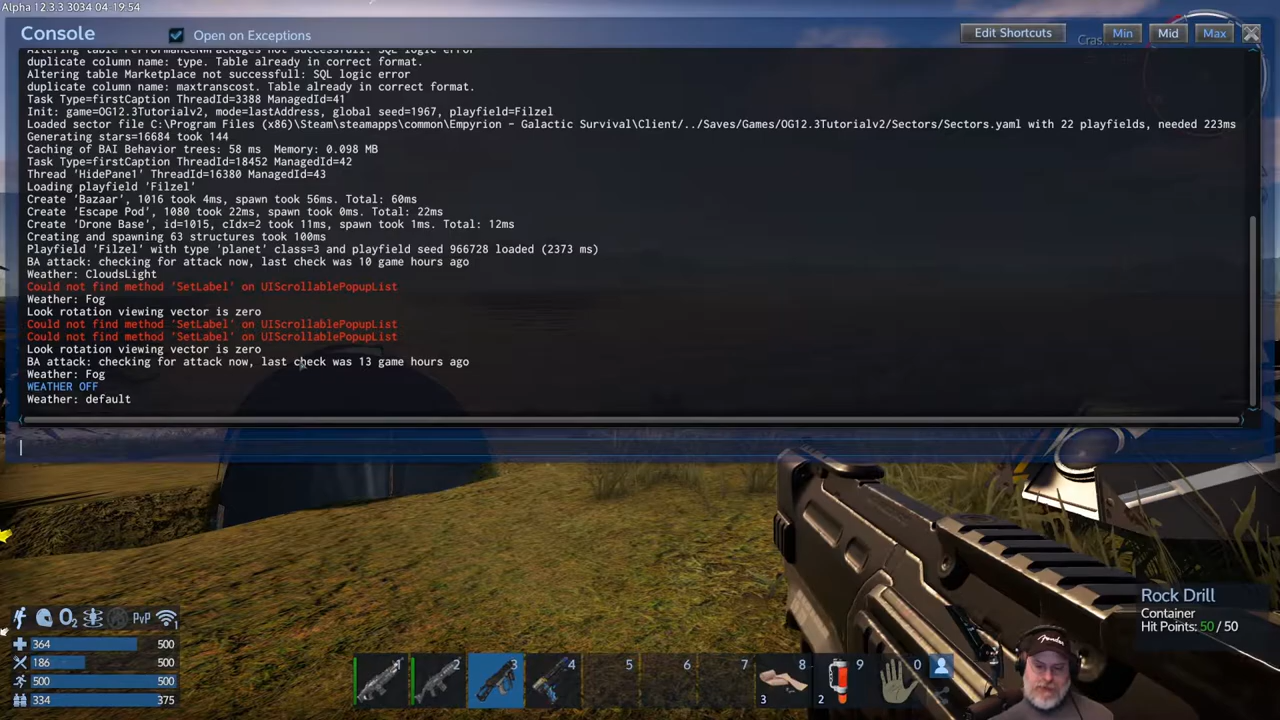 Alpha 12.3.3 3034 04- 19:54
Console
Open on Exceptions
Edit Shortcuts
Min
Mid
Max
Altering table PerformanceNwPackages not successfull: SQL logic error
duplicate column name: type. Table already in correct format.
Altering table Marketplace not successfull: SQL logic error
duplicate column name: maxtranscost. Table already in correct format.
Task Type=firstCaption ThreadId=3388 ManagedId=41
Init: game=OG12.3Tutorialv2, mode=lastAddress, global seed=1967, playfield=Filzel
Loaded sector file C:\Program Files (x86)\Steam\steamapps\common\Empyrion - Galactic Survival\Client/../Saves/Games/OG12.3Tutorialv2/Sectors/Sectors.yaml with 22 playfields, needed 223ms
Generating stars=16684 took 144
Caching of BAI Behavior trees: 58 ms  Memory: 0.098 MB
Task Type=firstCaption ThreadId=18452 ManagedId=42
Thread 'HidePane1' ThreadId=16380 ManagedId=43
Loading playfield 'Filzel'
Create 'Bazaar', 1016 took 4ms, spawn took 56ms. Total: 60ms
Create 'Escape Pod', 1080 took 22ms, spawn took 0ms. Total: 22ms
Create 'Drone Base', id=1015, cIdx=2 took 11ms, spawn took 1ms. Total: 12ms
Creating and spawning 63 structures took 100ms
Playfield 'Filzel' with type 'planet' class=3 and playfield seed 966728 loaded (2373 ms)
BA attack: checking for attack now, last check was 10 game hours ago
Weather: CloudsLight
Could not find method 'SetLabel' on UIScrollablePopupList
Weather: Fog
Look rotation viewing vector is zero
Could not find method 'SetLabel' on UIScrollablePopupList
Could not find method 'SetLabel' on UIScrollablePopupList
Look rotation viewing vector is zero
BA attack: checking for attack now, last check was 13 game hours ago
Weather: Fog
WEATHER OFF
Weather: default
Rock Drill
Container
Hit Points: 50 / 50
O2
PvP
364 500
186 500
500 500
334 375
1 2 3 4 5 6 7 8 9 0
3 2